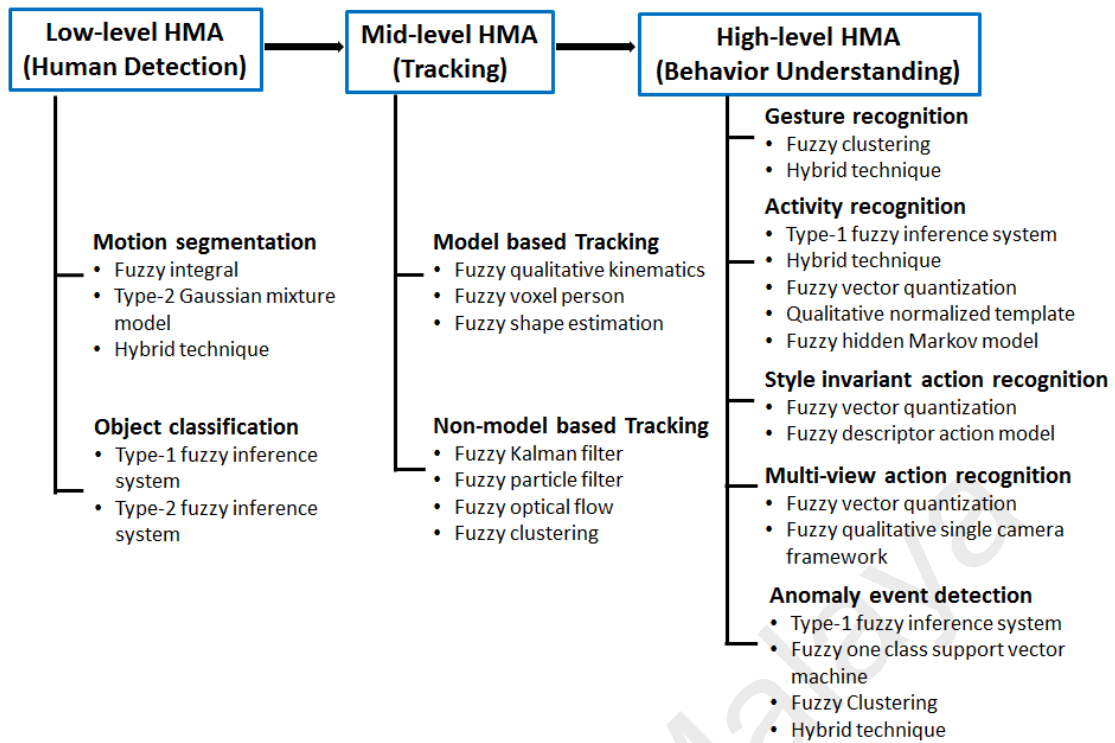 Low-level HMA
(Human Detection)
Mid-level HMA
(Tracking)
High-level HMA
(Behavior Understanding)
Motion segmentation
• Fuzzy integral
• Type-2 Gaussian mixture
model
• Hybrid technique
Object classification
• Type-1 fuzzy inference
system
• Type-2 fuzzy inference
system
Model based Tracking
• Fuzzy qualitative kinematics
• Fuzzy voxel person
• Fuzzy shape estimation
Non-model based Tracking
• Fuzzy Kalman filter
• Fuzzy particle filter
• Fuzzy optical flow
• Fuzzy clustering
Gesture recognition
• Fuzzy clustering
• Hybrid technique
Activity recognition
• Type-1 fuzzy inference system
• Hybrid technique
• Fuzzy vector quantization
• Qualitative normalized template
• Fuzzy hidden Markov model
Style invariant action recognition
• Fuzzy vector quantization
• Fuzzy descriptor action model
Multi-view action recognition
• Fuzzy vector quantization
• Fuzzy qualitative single camera
framework
Anomaly event detection
• Type-1 fuzzy inference system
• Fuzzy one class support vector
machine
• Fuzzy Clustering
• Hybrid technique
Malaya